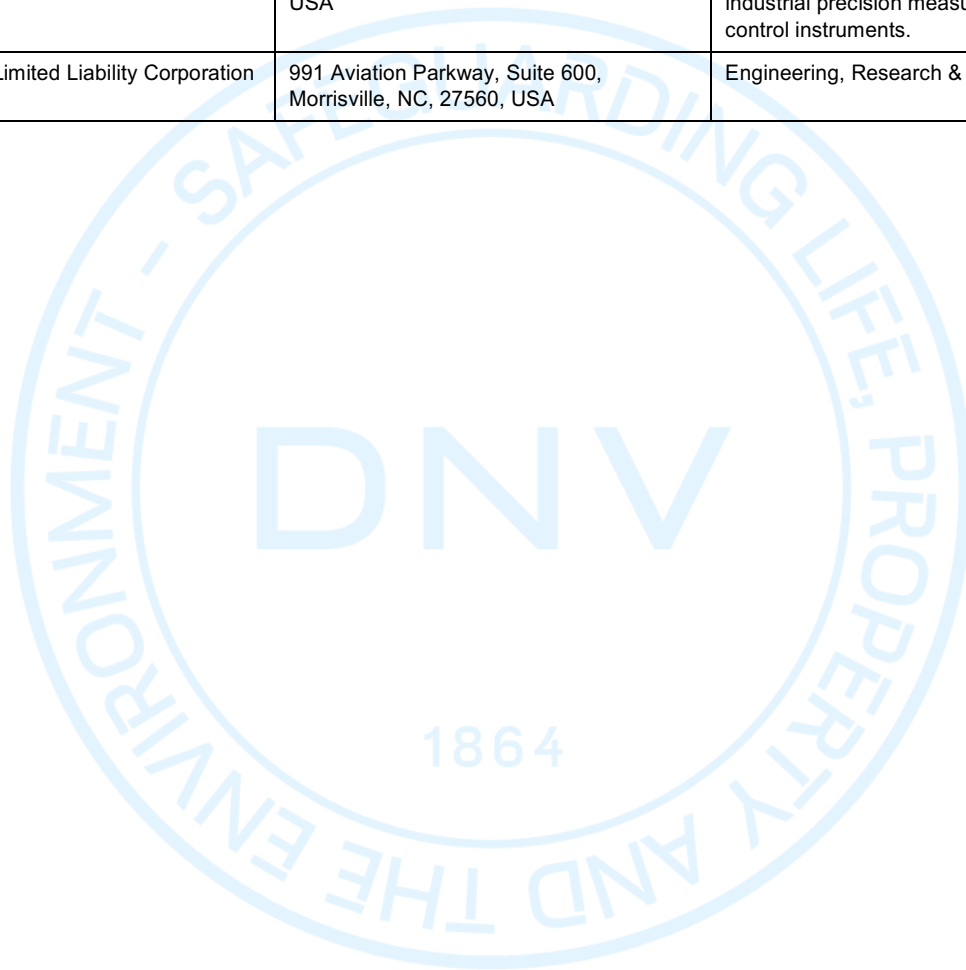 USA
industrial precision
control instruments.
Limited Liability Corporation
991 Aviation Parkway, Suite 600,
Morrisville, NC, 27560, USA
Engineering, Research &
SAFEGUARDING LIFE, PROPERTY AND THE ENVIRONMENT -
DNV
1864